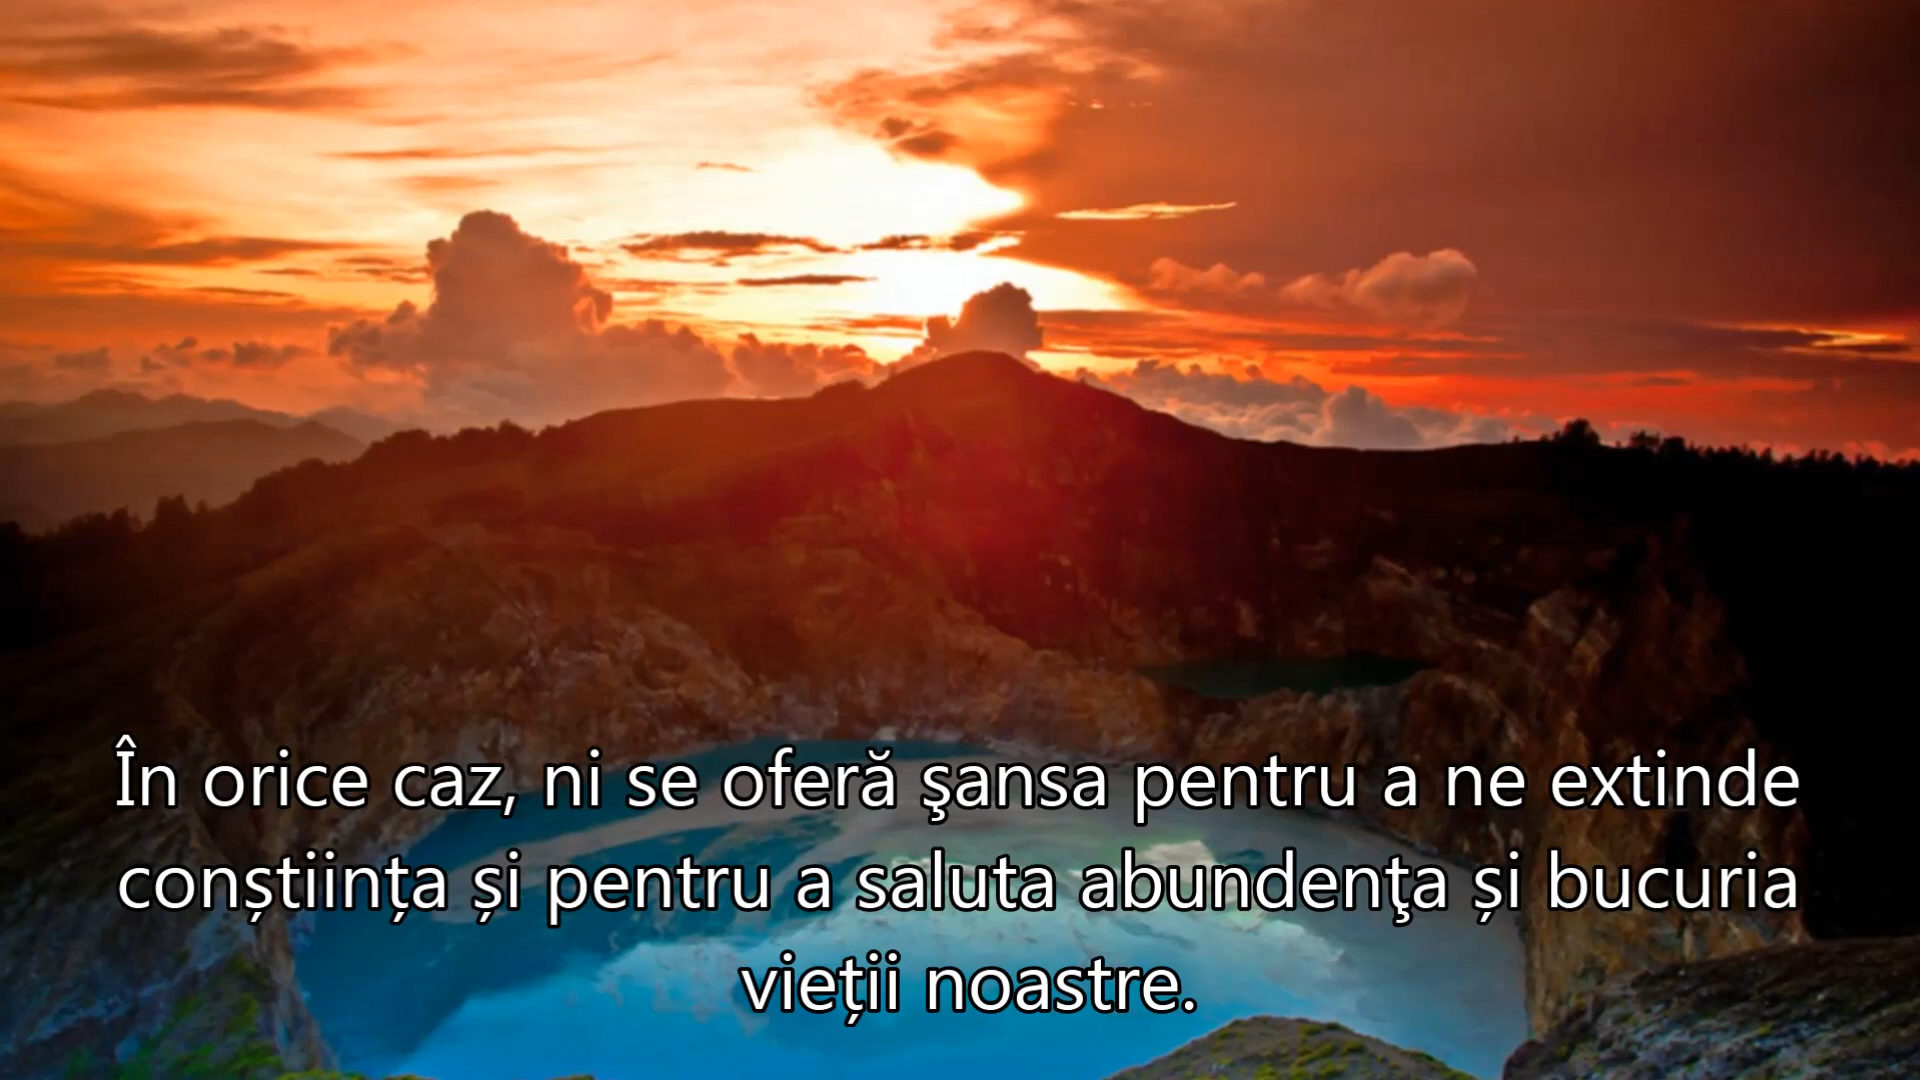 În orice caz, ni se oferă şansa pentru a ne extinde
conștiința și pentru a saluta abundenţa și bucuria
vieții noastre.